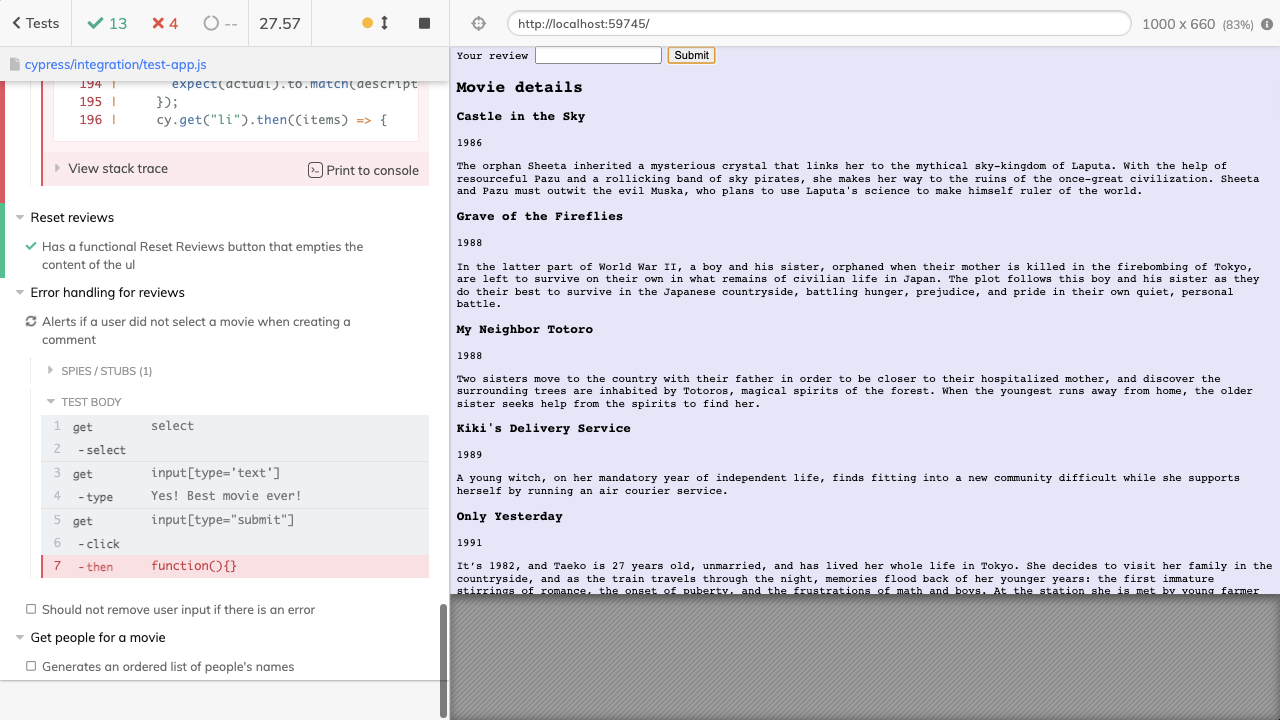 Tests
13
4
--
27.57
http://localhost:59745/
1000 x 660 (83%)
cypress/integration/test-app.js
194 | expect(actual).to.match(descript
195 | });
196 | cy.get("li").then((items) => {
View stack trace
Print to console
Reset reviews
Has a functional Reset Reviews button that empties the
content of the ul
Error handling for reviews
Alerts if a user did not select a movie when creating a
comment
SPIES / STUBS (1)
TEST BODY
1 get select
2 -select
3 get input[type='text']
4 -type Yes! Best movie ever!
5 get input[type="submit"]
6 -click
7 -then function(){}
Should not remove user input if there is an error
Get people for a movie
Generates an ordered list of people's names
Your review
Submit
Movie details
Castle in the Sky
1986
The orphan Sheeta inherited a mysterious crystal that links her to the mythical sky-kingdom of Laputa. With the help of
resourceful Pazu and a rollicking band of sky pirates, she makes her way to the ruins of the once-great civilization. Sheeta
and Pazu must outwit the evil Muska, who plans to use Laputa's science to make himself ruler of the world.
Grave of the Fireflies
1988
In the latter part of World War II, a boy and his sister, orphaned when their mother is killed in the firebombing of Tokyo,
are left to survive on their own in what remains of civilian life in Japan. The plot follows this boy and his sister as they
do their best to survive in the Japanese countryside, battling hunger, prejudice, and pride in their own quiet, personal
battle.
My Neighbor Totoro
1988
Two sisters move to the country with their father in order to be closer to their hospitalized mother, and discover the
surrounding trees are inhabited by Totoros, magical spirits of the forest. When the youngest runs away from home, the older
sister seeks help from the spirits to find her.
Kiki's Delivery Service
1989
A young witch, on her mandatory year of independent life, finds fitting into a new community difficult while she supports
herself by running an air courier service.
Only Yesterday
1991
It's 1982, and Taeko is 27 years old, unmarried, and has lived her whole life in Tokyo. She decides to visit her family in the
countryside, and as the train travels through the night, memories flood back of her younger years: the first immature
stirrings of romance, the onset of puberty, and the frustrations of math and boys. At the station she is met by young farmer